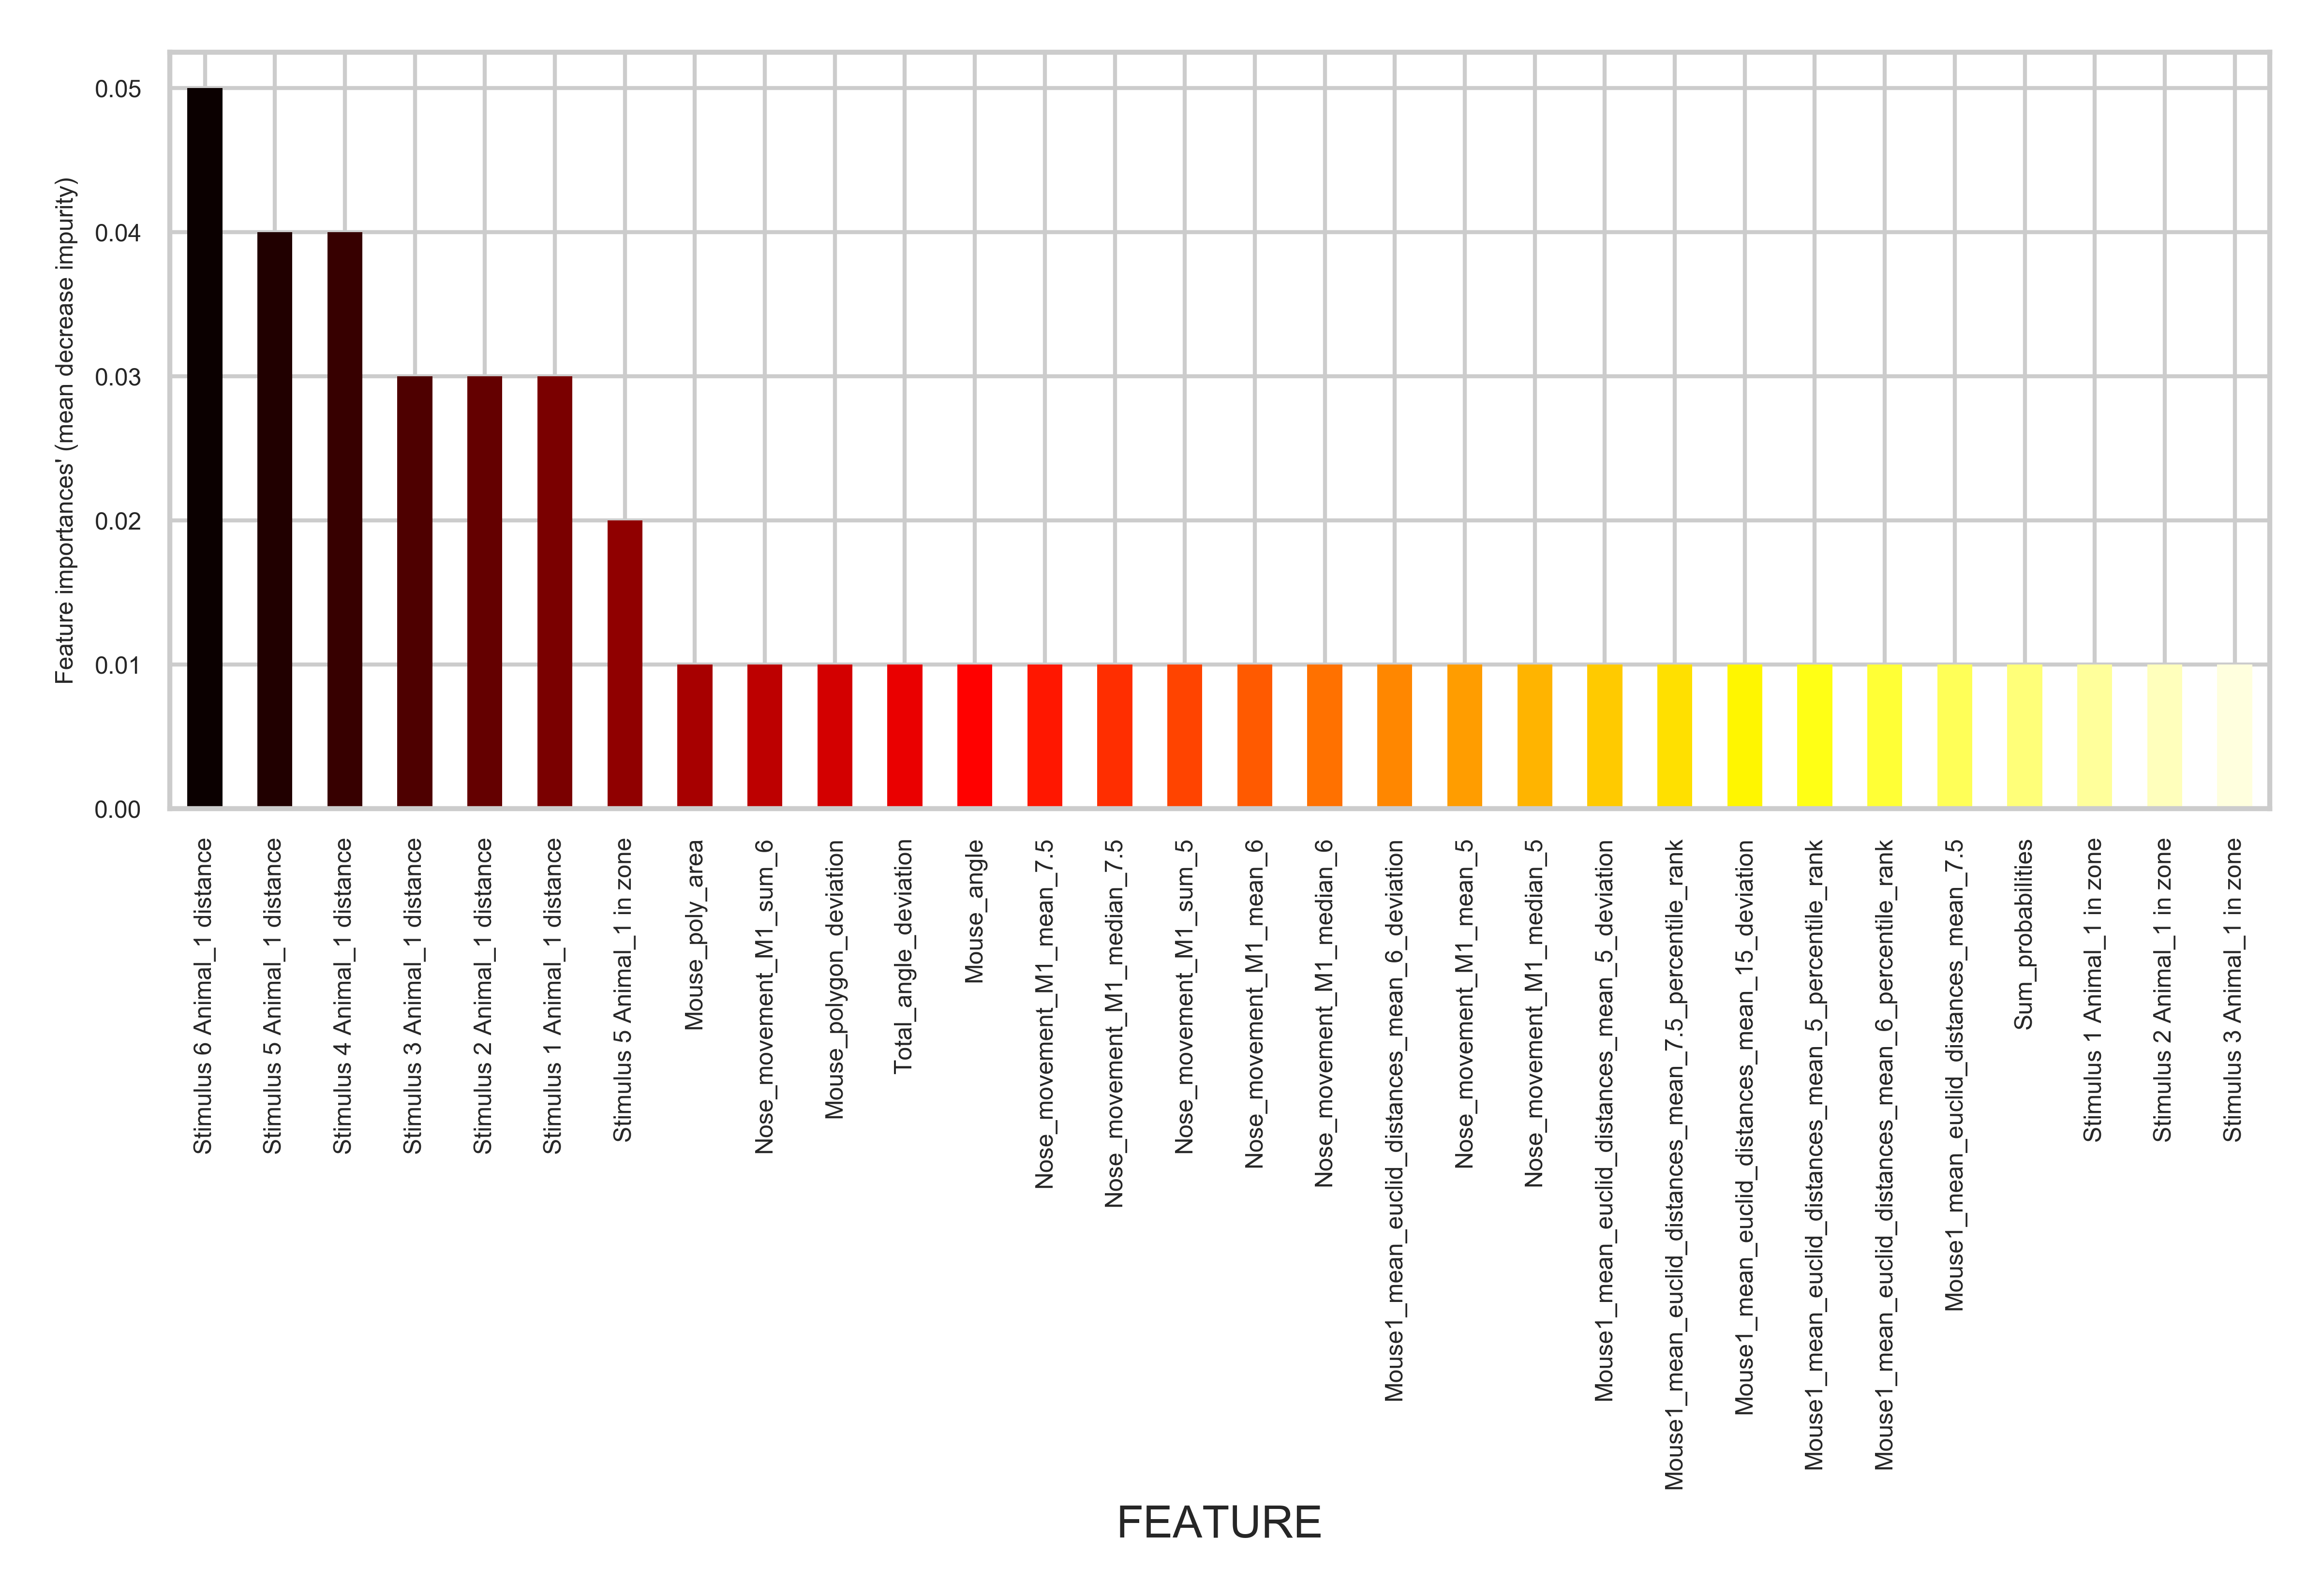 Feature importances' (mean decrease impurity)
0.05
0.04
0.03
0.02
0.01
0.00
Stimulus 6 Animal_1 distance
Stimulus 5 Animal_1 distance
Stimulus 4 Animal_1 distance
Stimulus 3 Animal_1 distance
Stimulus 2 Animal_1 distance
Stimulus 1 Animal_1 distance
Stimulus 5 Animal_1 in zone
Mouse_poly_area
Nose_movement_M1_sum_6
Mouse_polygon_deviation
Total_angle_deviation
Mouse_angle
Nose_movement_M1_mean_7.5
Nose_movement_M1_median_7.5
Nose_movement_M1_sum_5
Nose_movement_M1_mean_6
Nose_movement_M1_median_6
Mouse1_mean_euclid_distances_mean_6_deviation
Nose_movement_M1_mean_5
Nose_movement_M1_median_5
Mouse1_mean_euclid_distances_mean_5_deviation
Mouse1_mean_euclid_distances_mean_7.5_percentile_rank
Mouse1_mean_euclid_distances_mean_15_deviation
Mouse1_mean_euclid_distances_mean_5_percentile_rank
Mouse1_mean_euclid_distances_mean_6_percentile_rank
Mouse1_mean_euclid_distances_mean_7.5
Sum_probabilities
Stimulus 1 Animal_1 in zone
Stimulus 2 Animal_1 in zone
Stimulus 3 Animal_1 in zone
FEATURE